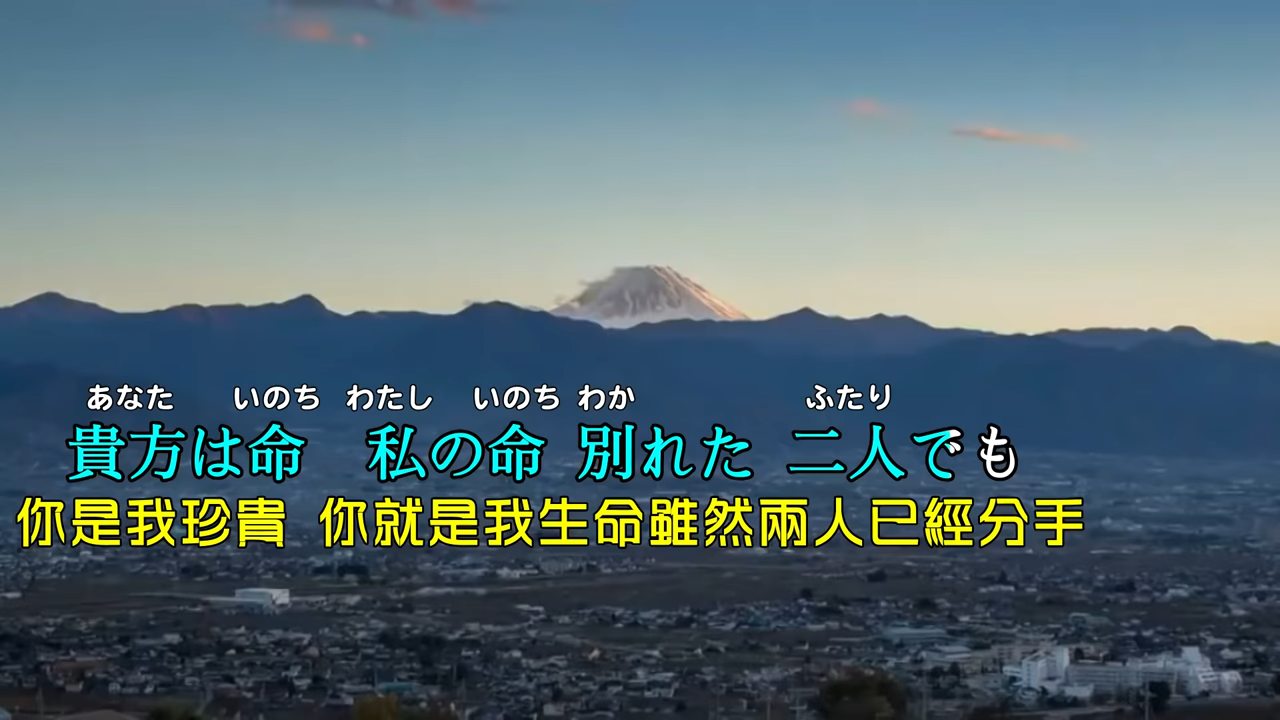 あなた いのち わたし いのち わか ふたり
貴方は命 私の命 別れた 二人でも
你是我珍貴 你就是我生命雖然兩人已經分手